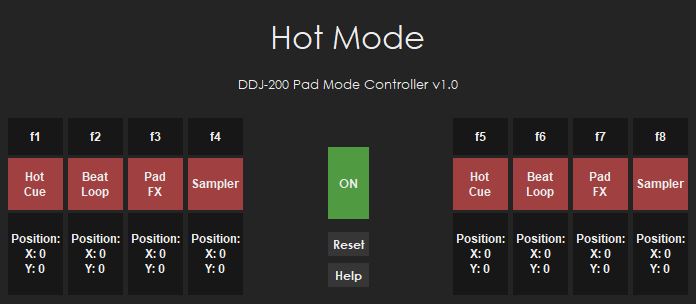 Hot Mode
DDJ-200 Pad Mode Controller v1.0
f1 f2 f3 f4 f5 f6 f7 f8
Hot Beat Pad Sampler Hot Beat Pad Sampler
Cue Loop FX Cue Loop FX
ON
Position: Position: Position: Position: Position: Position: Position: Position:
X: 0 X: 0 X: 0 X: 0 X: 0 X: 0 X: 0 X: 0
Y: 0 Y: 0 Y: 0 Y: 0 Y: 0 Y: 0 Y: 0 Y: 0
Reset
Help